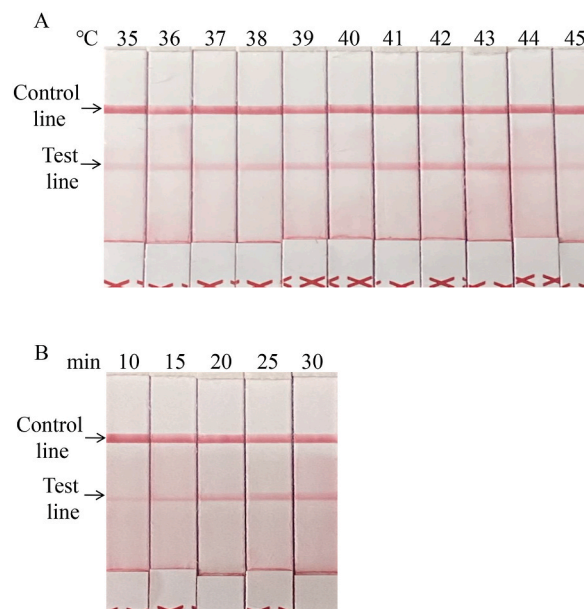 A
°C 35 36 37 38 39 40 41 42 43 44 45
Control
line
Test
line
B
min 10 15 20 25 30
Control
line
Test
line